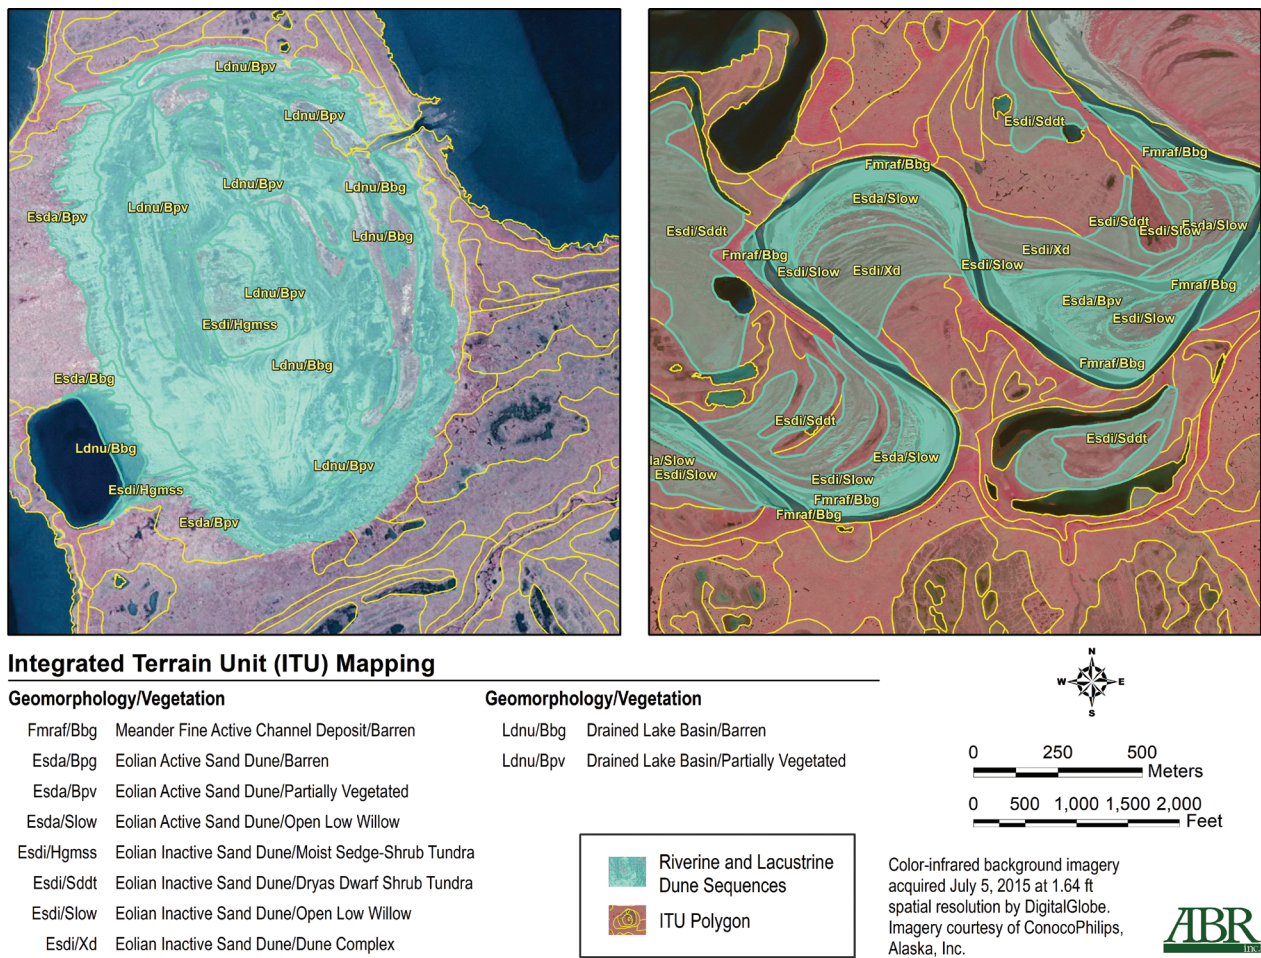 Ldnu/Bpv
Ldnu/Bpv
Ldnu/Bpv
Ldnu/Bbg
Ldnu/Bpv
Esda/Bpv
Ldnu/Bbg
Ldnu/Bpv
Esdi/Hgmss
Ldnu/Bbg
Esda/Bbg
Ldnu/Bbg
Ldnu/Bpv
Esdi/Hgmss
Esda/Bpv
Esdi/Sddt
Fmraf/Bbg
Fmraf/Bbg
Esda/Slow
Esdi/Sddt
Esda/Slow
Esdi/Slow
Esdi/Sddt
Esdi/Xd
Fmraf/Bbg
Esdi/Slow
Esdi/Xd
Esdi/Slow
Fmraf/Bbg
Esda/Bpv
Esdi/Slow
Fmraf/Bbg
Esdi/Sddt
Esdi/Sddt
da/Slow
Esda/Slow
Esdi/Slow
Esdi/Slow
Fmraf/Bbg
Fmraf/Bbg
Integrated Terrain Unit (ITU) Mapping
Geomorphology/Vegetation
Fmraf/Bbg Meander Fine Active Channel Deposit/Barren
Esda/Bpg Eolian Active Sand Dune/Barren
Esda/Bpv Eolian Active Sand Dune/Partially Vegetated
Esda/Slow Eolian Active Sand Dune/Open Low Willow
Esdi/Hgmss Eolian Inactive Sand Dune/Moist Sedge-Shrub Tundra
Esdi/Sddt Eolian Inactive Sand Dune/Dryas Dwarf Shrub Tundra
Esdi/Slow Eolian Inactive Sand Dune/Open Low Willow
Esdi/Xd Eolian Inactive Sand Dune/Dune Complex
Geomorphology/Vegetation
Ldnu/Bbg Drained Lake Basin/Barren
Ldnu/Bpv Drained Lake Basin/Partially Vegetated
Riverine and Lacustrine
Dune Sequences
ITU Polygon
N
W E
S
0 250 500
Meters
0 500 1,000 1,500 2,000
Feet
Color-infrared background imagery
acquired July 5, 2015 at 1.64 ft
spatial resolution by DigitalGlobe.
Imagery courtesy of ConocoPhilips,
Alaska, Inc.
ABR
inc.